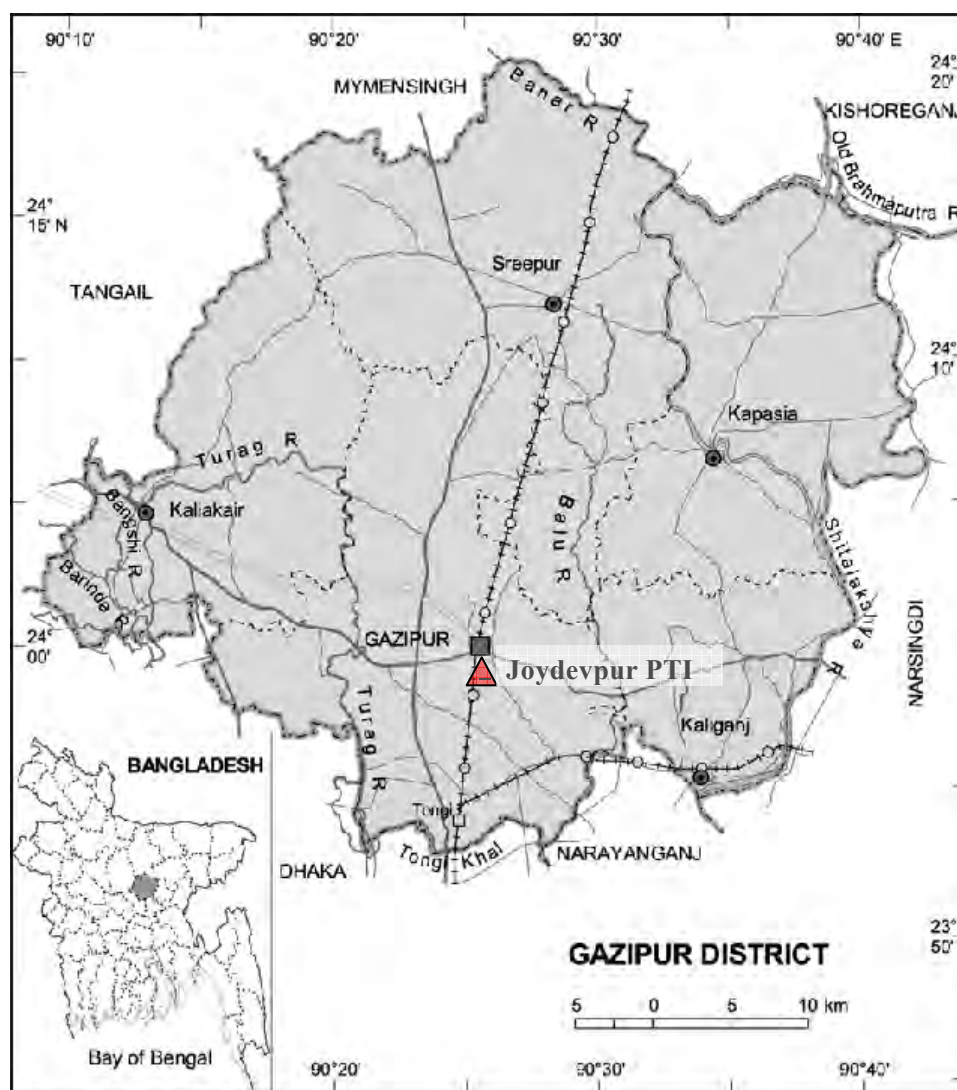 90°10'
90°20'
90°30'
90°40' E
24°
20'
MYMENSINGH
Banar R
KISHOREGANJ
Old Brahmaputra R
24°
15' N
Sreepur
TANGAIL
24°
10'
Kapasia
Turag R
Kaliakair
Bangshi R
Barinda R
Balu R
Shitalakshya R
24°
00'
GAZIPUR
Joydevpur PTI
NARSINGDI
Turag R
Kaliganj
BANGLADESH
Tongi
Tongi Khal
DHAKA
NARAYANGANJ
23°
50'
GAZIPUR DISTRICT
5 0 5 10 km
Bay of Bengal
90°20'
90°30'
90°40'